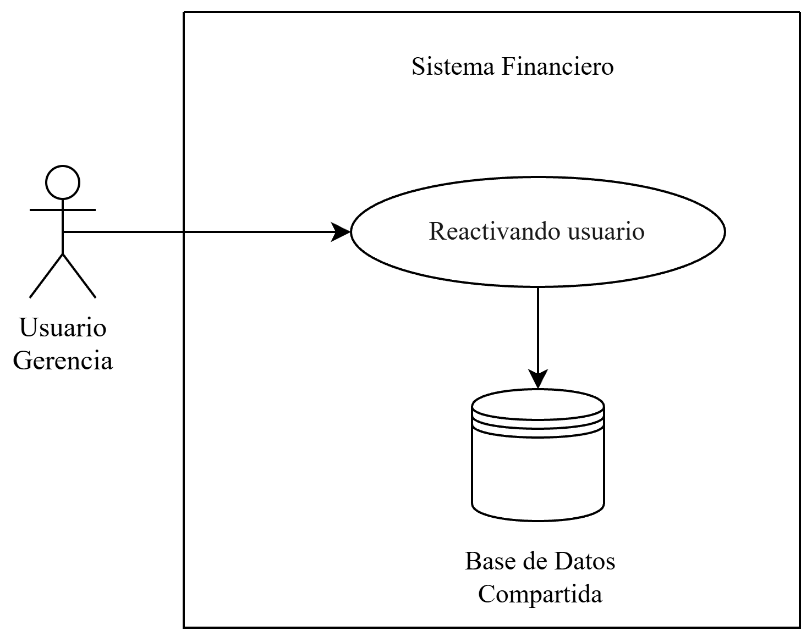 Sistema Financiero
Reactivando usuario
Usuario
Gerencia
Base de Datos
Compartida